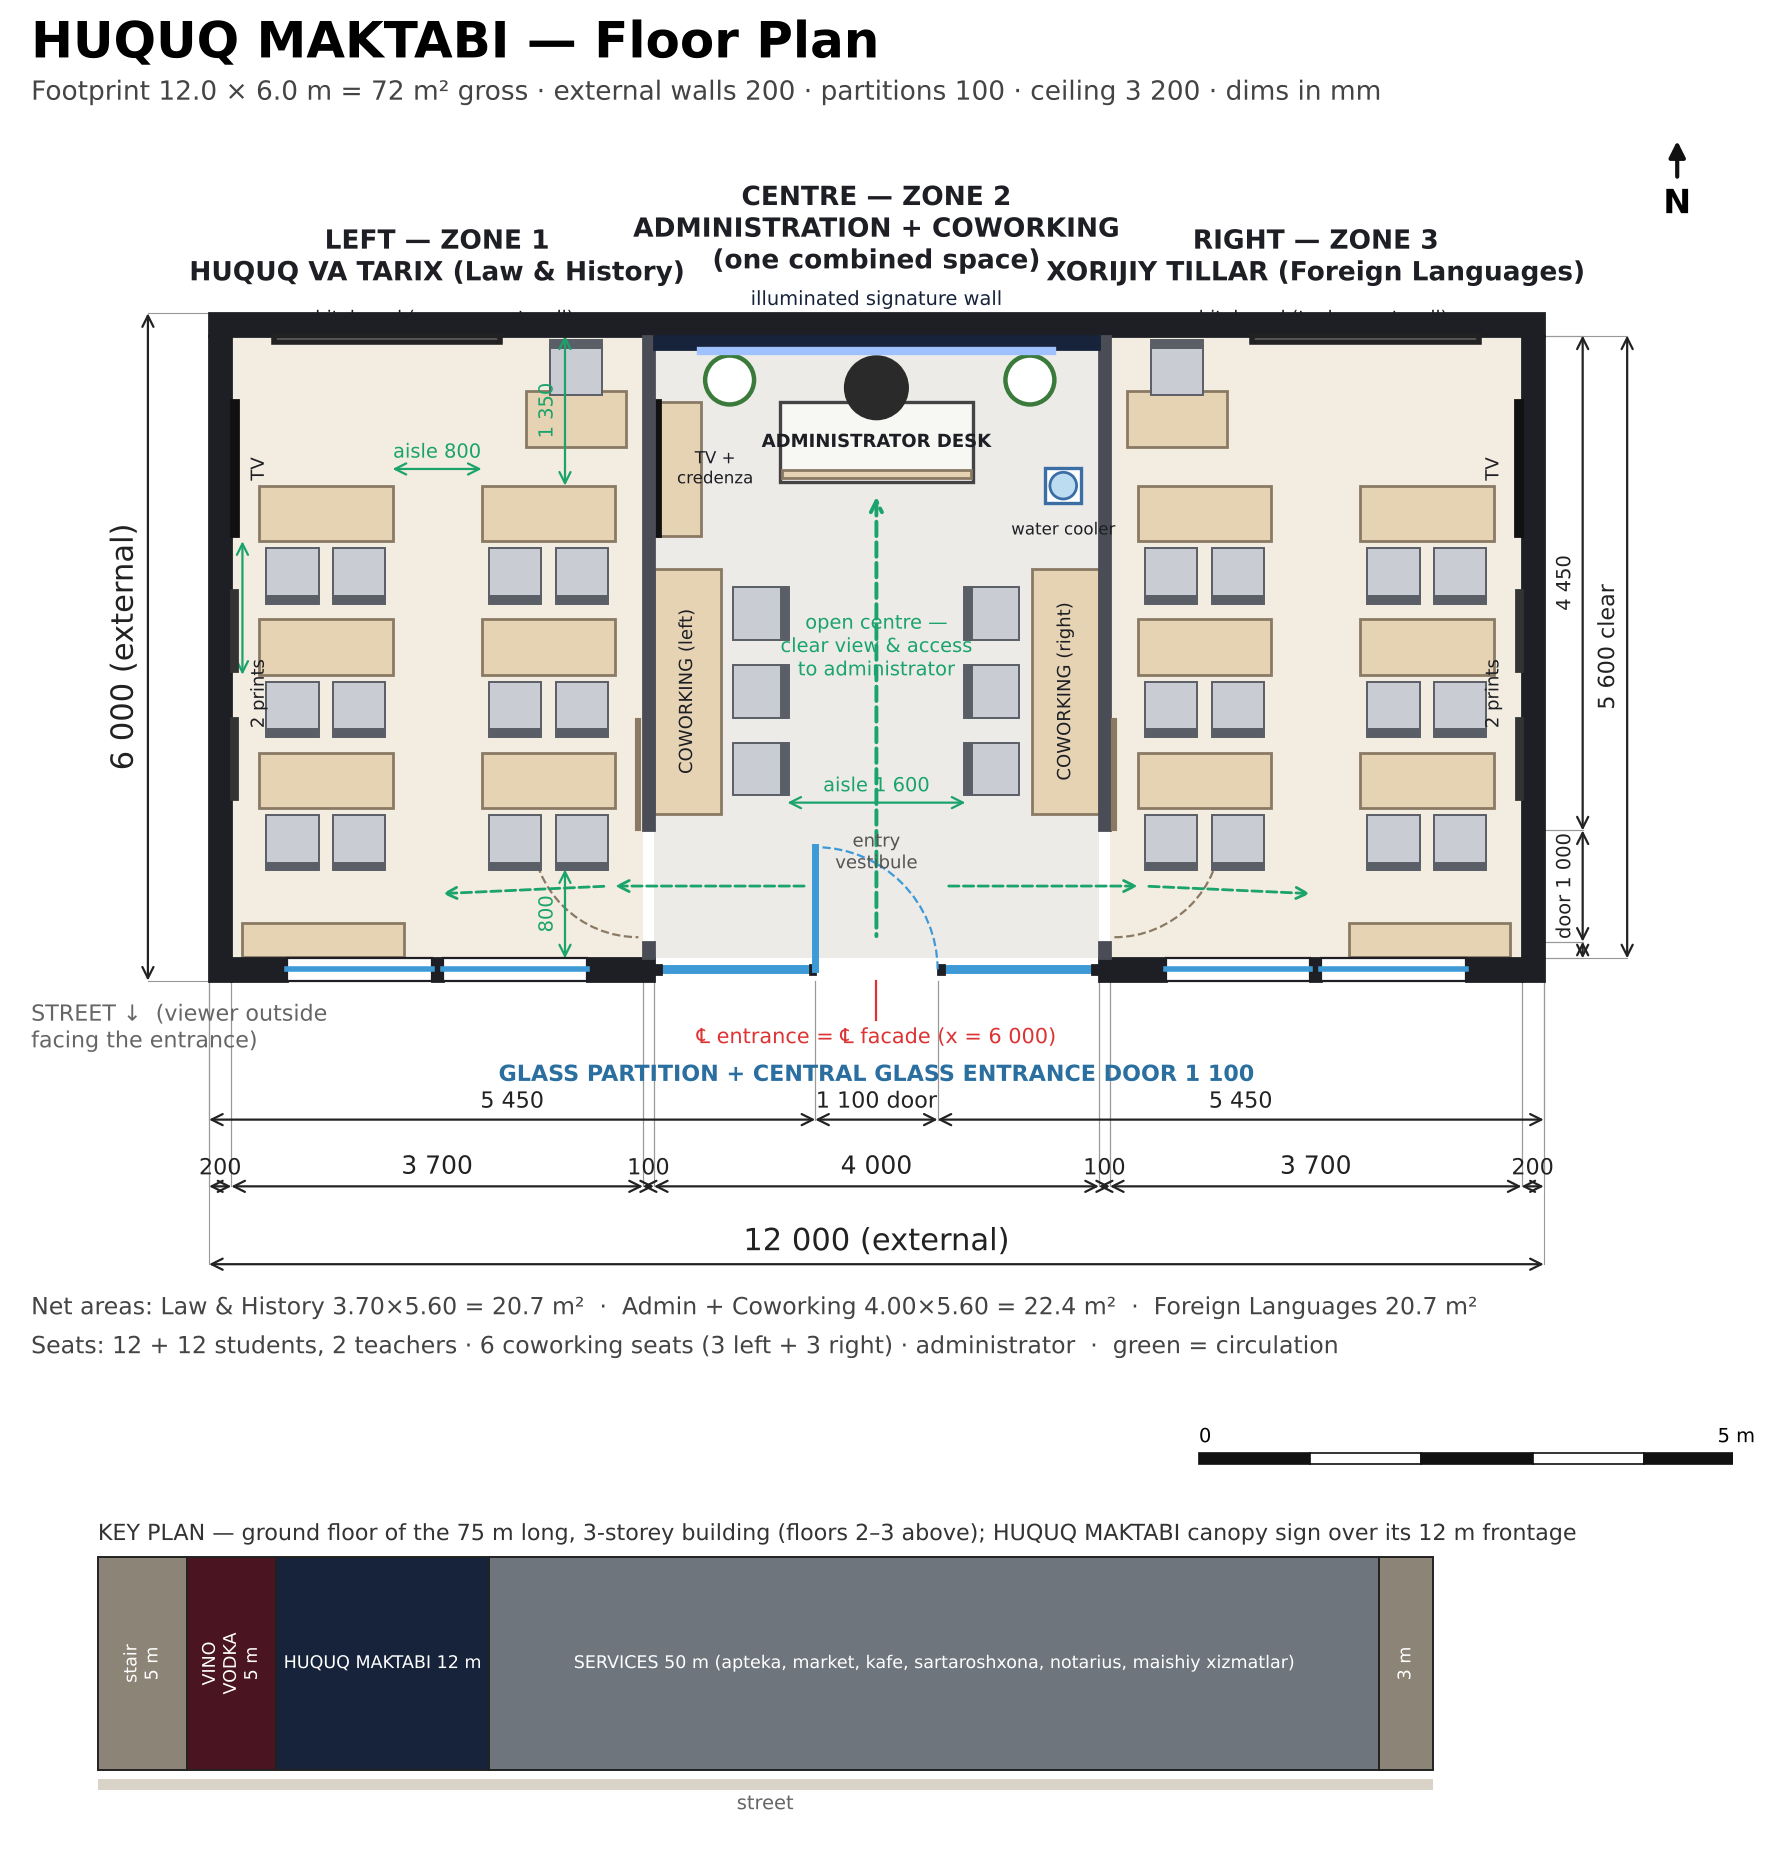 HUQUQ MAKTABI — Floor Plan
Footprint 12.0 × 6.0 m = 72 m² gross · external walls 200 · partitions 100 · ceiling 3 200 · dims in mm
N
CENTRE — ZONE 2
ADMINISTRATION + COWORKING
(one combined space)
LEFT — ZONE 1
HUQUQ VA TARIX (Law & History)
RIGHT — ZONE 3
XORIJIY TILLAR (Foreign Languages)
illuminated signature wall
6 000 (external)
1 350
aisle 800
TV
2 prints
800
TV +
credenza
ADMINISTRATOR DESK
water cooler
COWORKING (left)
open centre —
clear view & access
to administrator
COWORKING (right)
aisle 1 600
entry
vestibule
TV
2 prints
4 450
5 600 clear
door 1 000
STREET ↓ (viewer outside
facing the entrance)
℄ entrance = ℄ facade (x = 6 000)
GLASS PARTITION + CENTRAL GLASS ENTRANCE DOOR 1 100
5 450
1 100 door
5 450
200
3 700
100
4 000
100
3 700
200
12 000 (external)
Net areas: Law & History 3.70×5.60 = 20.7 m² · Admin + Coworking 4.00×5.60 = 22.4 m² · Foreign Languages 20.7 m²
Seats: 12 + 12 students, 2 teachers · 6 coworking seats (3 left + 3 right) · administrator · green = circulation
0
5 m
KEY PLAN — ground floor of the 75 m long, 3-storey building (floors 2–3 above); HUQUQ MAKTABI canopy sign over its 12 m frontage
stair
5 m
VINO
VODKA
5 m
HUQUQ MAKTABI 12 m
SERVICES 50 m (apteka, market, kafe, sartaroshxona, notarius, maishiy xizmatlar)
3 m
street